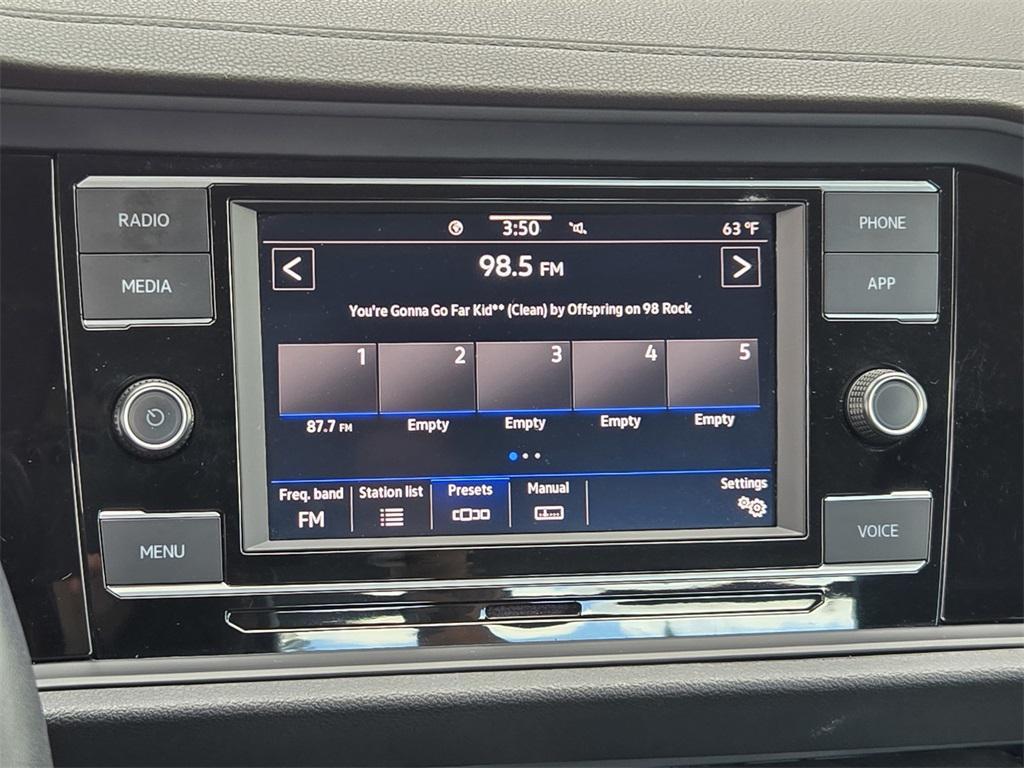 RADIO
MEDIA
MENU
3:50
63 °F
98.5 FM
You're Gonna Go Far Kid** (Clean) by Offspring on 98 Rock
1
2
3
4
5
87.7 FM
Empty
Empty
Empty
Empty
Freq. band
FM
Station list
Presets
Manual
Settings
PHONE
APP
VOICE